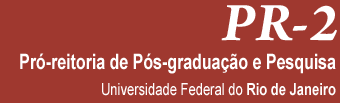 PR-2
Pró-reitoria de Pós-graduação e Pesquisa
Universidade Federal do Rio de Janeiro